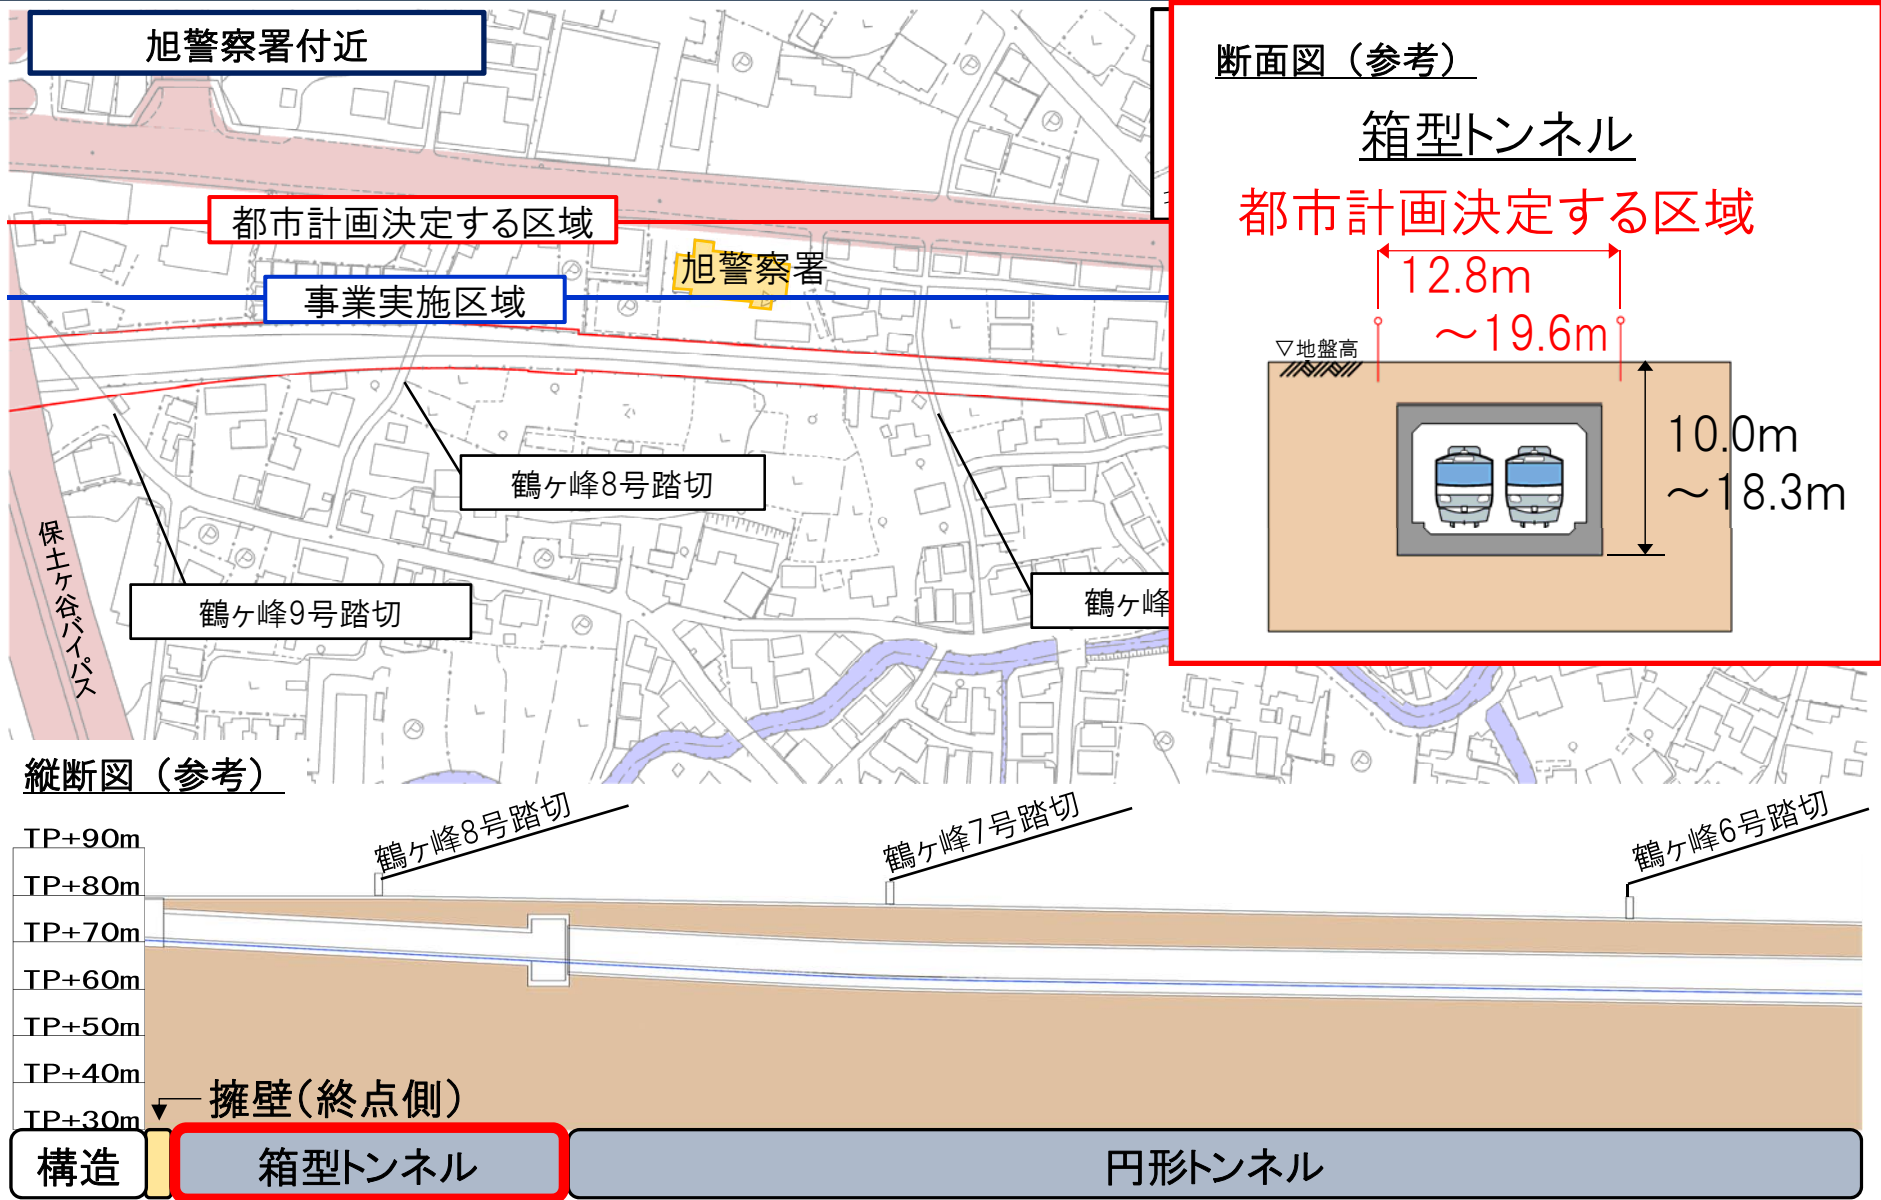 旭警察署付近
都市計画決定する区域
旭警察署
事業実施区域
鶴ヶ峰8号踏切
鶴ヶ峰9号踏切
鶴ヶ峰
保土ヶ谷バイパス
断面図（参考）
箱型トンネル
都市計画決定する区域
12.8m
～19.6m
▽地盤高
10.0m
～18.3m
縦断図（参考）
鶴ヶ峰8号踏切
鶴ヶ峰7号踏切
鶴ヶ峰6号踏切
TP+90m
TP+80m
TP+70m
TP+60m
TP+50m
TP+40m
TP+30m
擁壁(終点側)
構造
箱型トンネル
円形トンネル